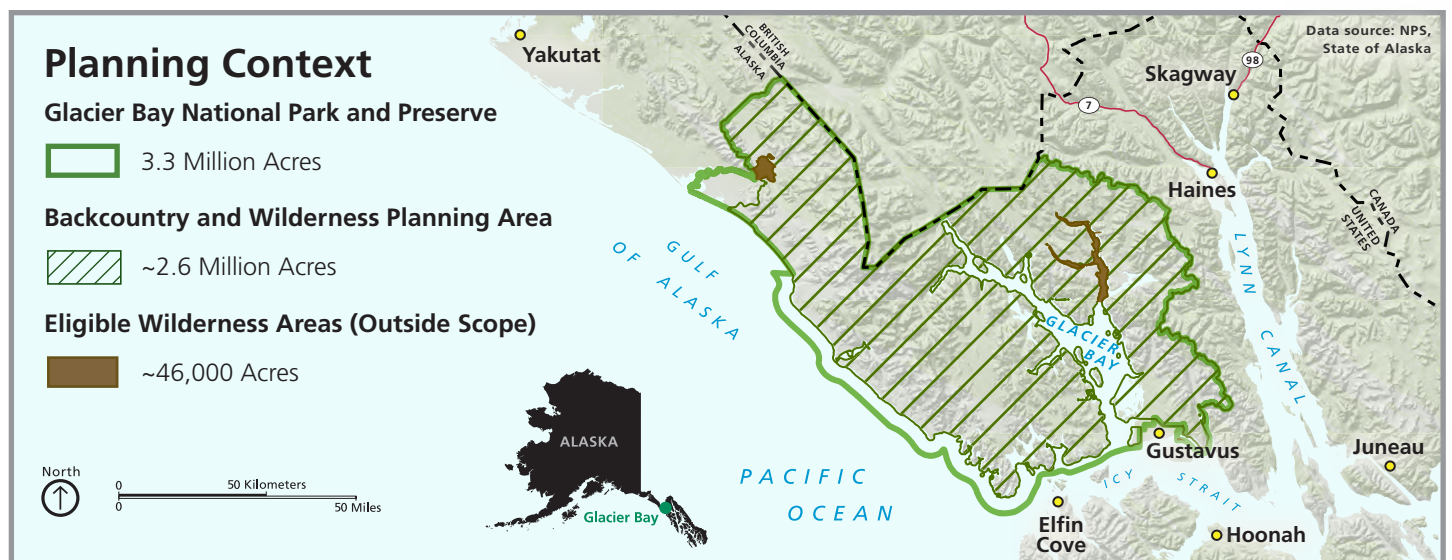 Planning Context
Glacier Bay National Park and Preserve
3.3 Million Acres
Backcountry and Wilderness Planning Area
~2.6 Million Acres
Eligible Wilderness Areas (Outside Scope)
~46,000 Acres
North
0
50 Kilometers
0
50 Miles
ALASKA
Glacier Bay
Yakutat
BRITISH
COLUMBIA
ALASKA
Data source: NPS,
State of Alaska
98
Skagway
7
Haines
CANADA
UNITED
STATES
GULF
OF ALASKA
LYNN CANAL
GLACIER
BAY
Gustavus
Juneau
ICY STRAIT
PACIFIC
OCEAN
Elfin
Cove
Hoonah